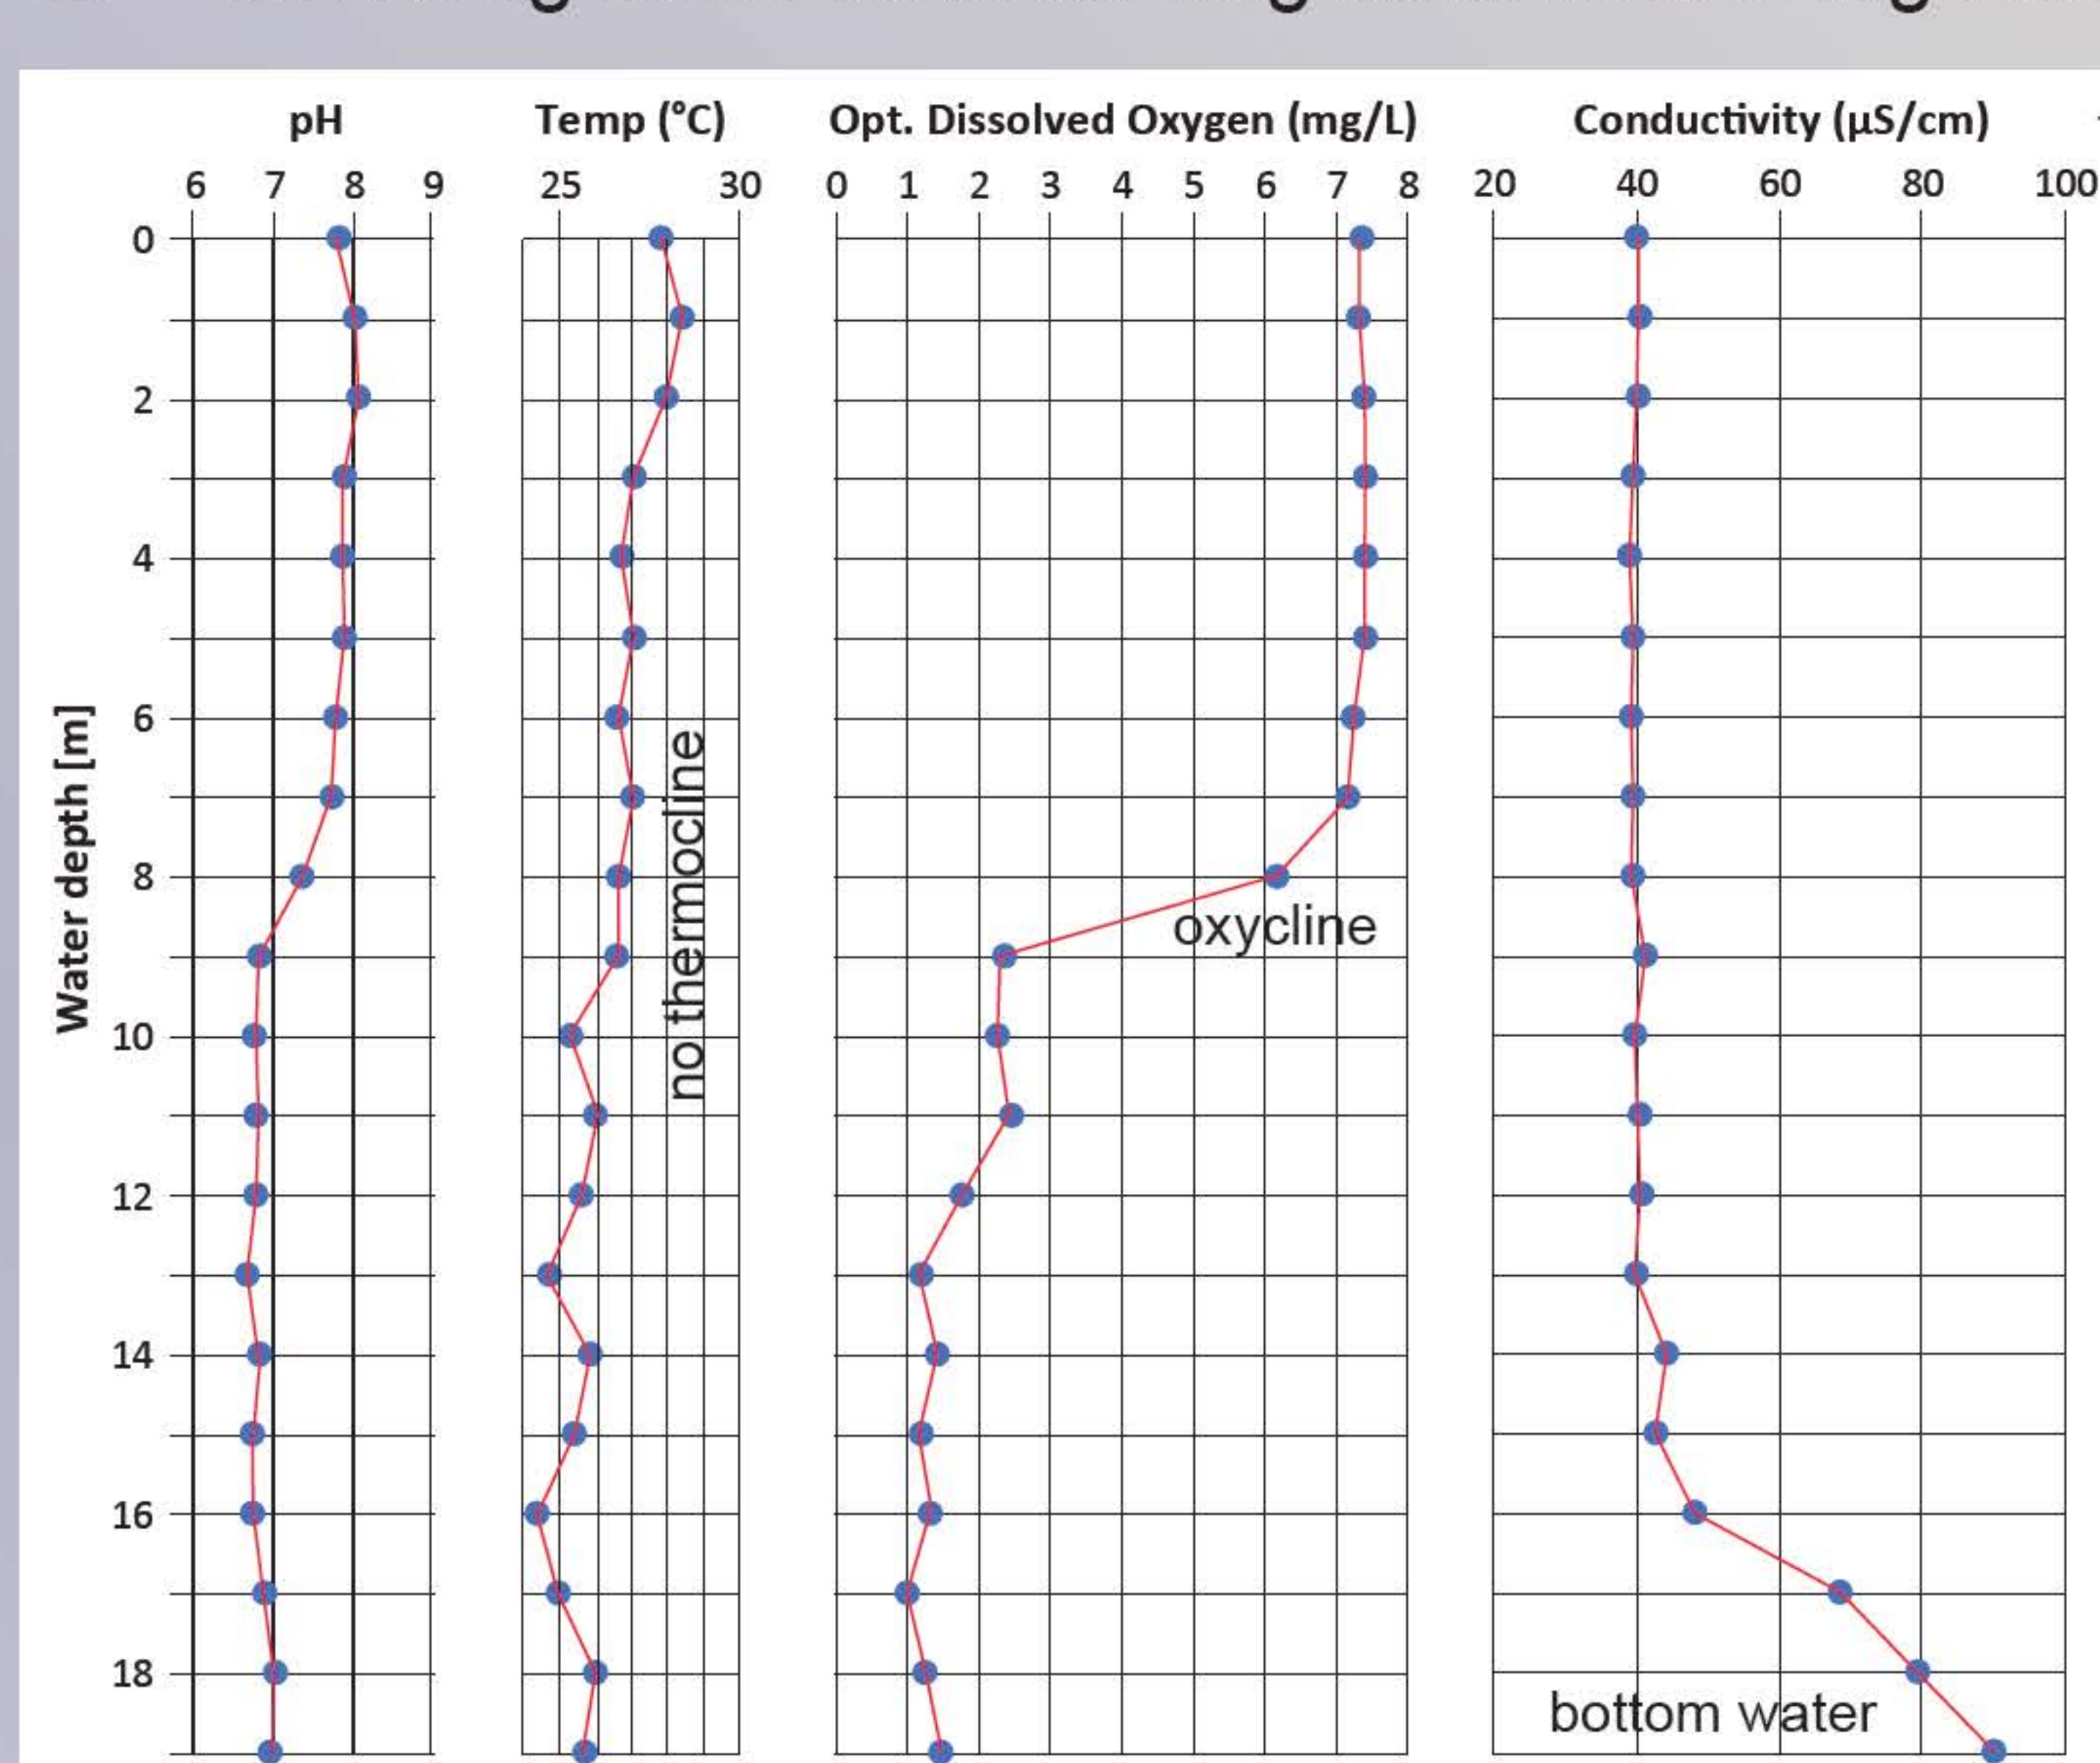 pH
Temp (°C)
Opt. Dissolved Oxygen (mg/L)
Conductivity (µS/cm)
6 7 8 9
25 30
0 1 2 3 4 5 6 7 8
20 40 60 80 100
Water depth [m]
0
2
4
6
8
10
12
14
16
18
no thermocline
oxycline
bottom water